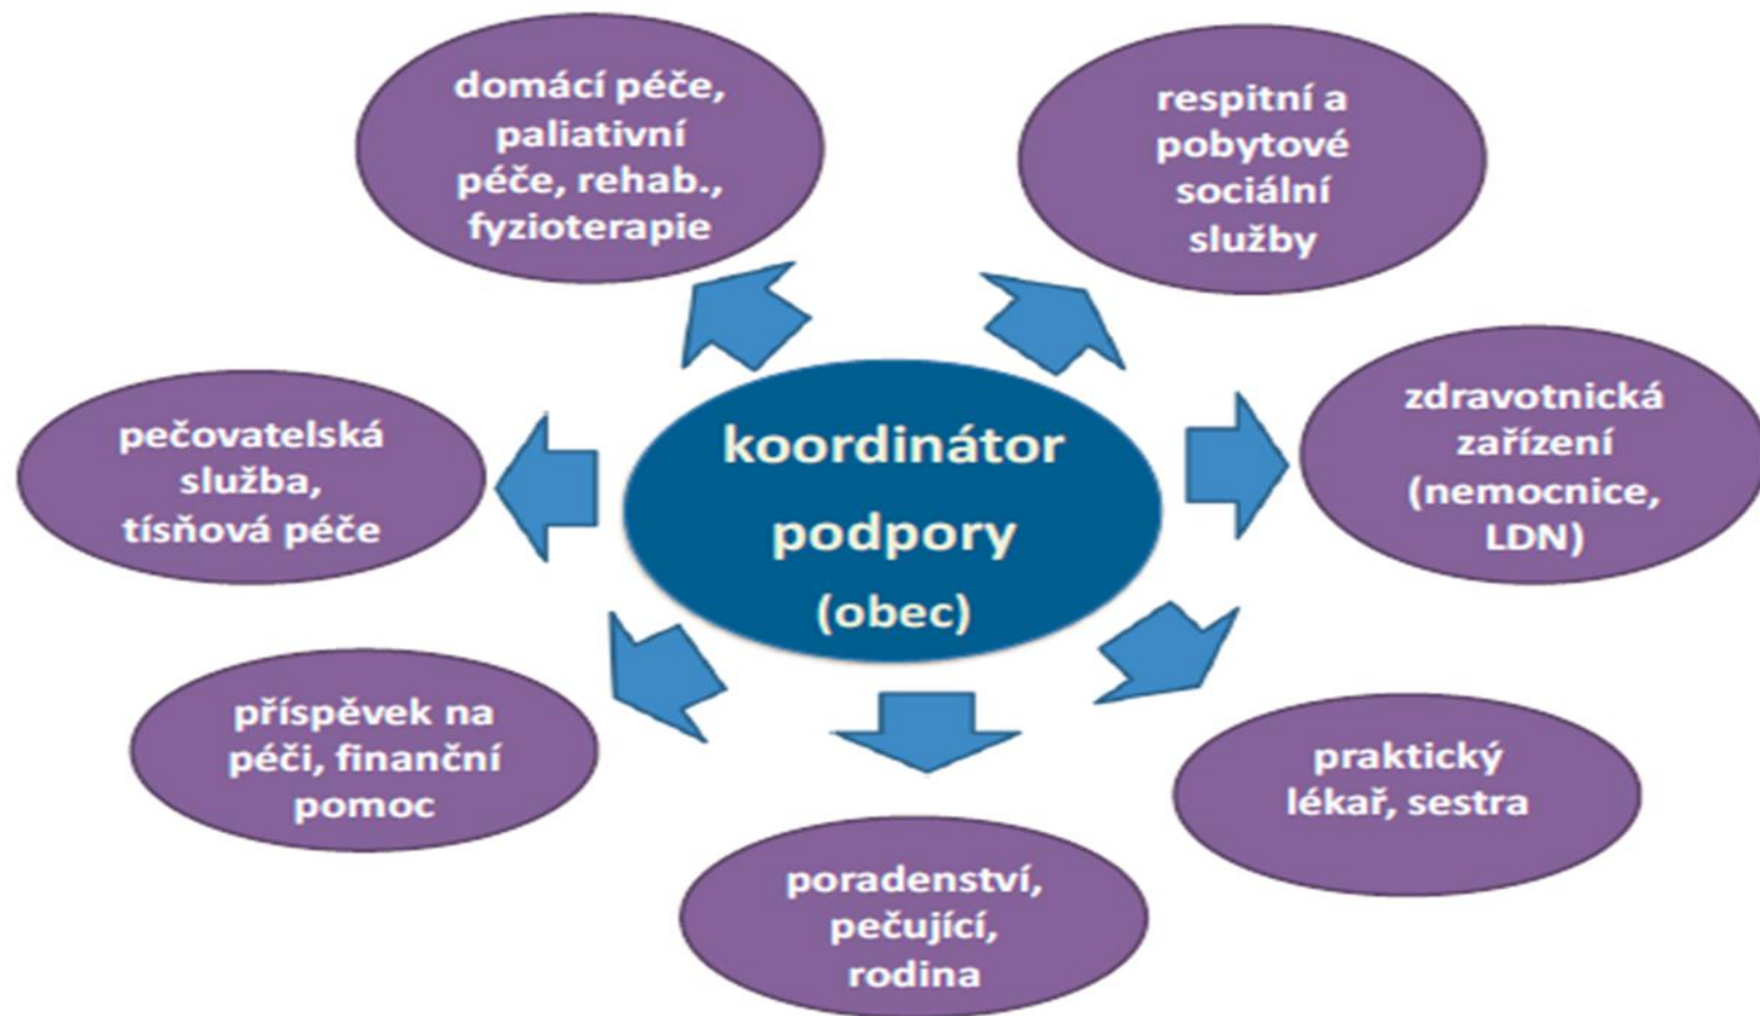 domácí péče,
paliativní
péče, rehab.,
fyzioterapie
respitní a
pobytové
sociální
služby
pečovatelská
služba,
tísňová péče
koordinátor
podpory
(obec)
zdravotnická
zařízení
(nemocnice,
LDN)
příspěvek na
péči, finanční
pomoc
poradenství,
pečující,
rodina
praktický
lékař, sestra